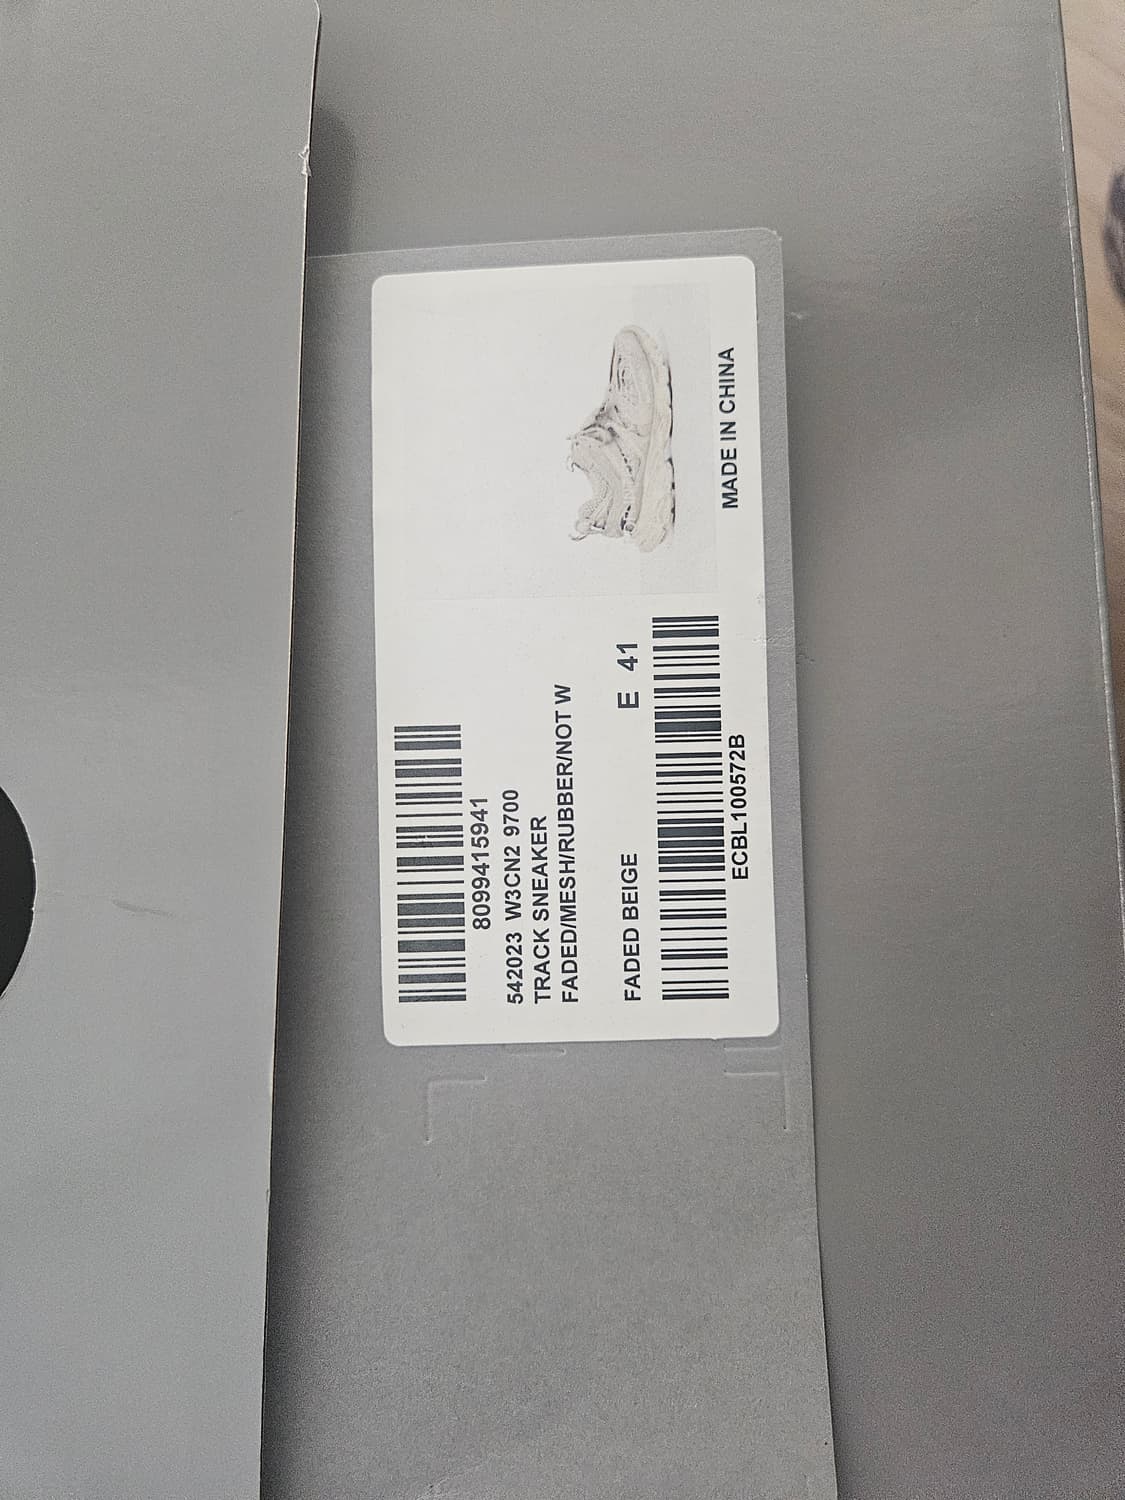 8099415941
542023 W3CN2 9700
TRACK SNEAKER
FADED/MESH/RUBBER/NOT W
FADED BEIGE E 41
ECBL100572B
MADE IN CHINA